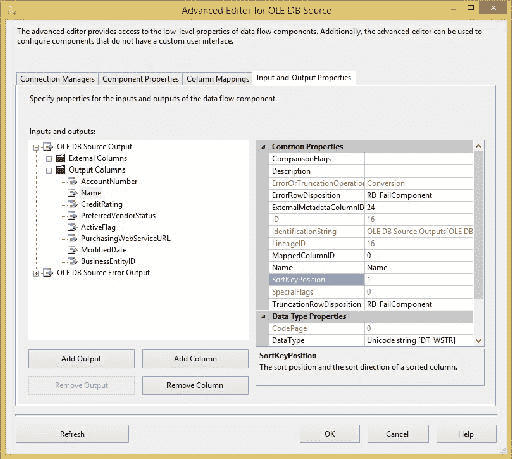 Advanced Editor for OLE DB Source
The advanced editor provides access to the low-level properties of data flow components. Additionally, the advanced editor can be used to
configure components that do not have a custom user interface.
Connection Managers
Component Properties
Column Mappings
Input and Output Properties
Specify properties for the inputs and outputs of the data flow component.
Inputs and outputs:
OLE DB Source Output
External Columns
Output Columns
AccountNumber
Name
CreditRating
PreferredVendorStatus
ActiveFlag
PurchasingWebServiceURL
ModifiedDate
BusinessEntityID
OLE DB Source Error Output
Common Properties
ComparisonFlags
Description
ErrorOrTruncationOperation Conversion
ErrorRowDisposition RD_FailComponent
ExternalMetadataColumnID 24
ID 16
IdentificationString OLE DB Source.Outputs[OLE DB
LineageID 16
MappedColumnID 0
Name Name
SortKeyPosition 1
SpecialFlags 0
TruncationRowDisposition RD_FailComponent
Data Type Properties
CodePage 0
DataType Unicode string [DT_WSTR]
SortKeyPosition
The sort position and the sort direction of a sorted column.
Add Output
Add Column
Remove Output
Remove Column
Refresh
OK
Cancel
Help